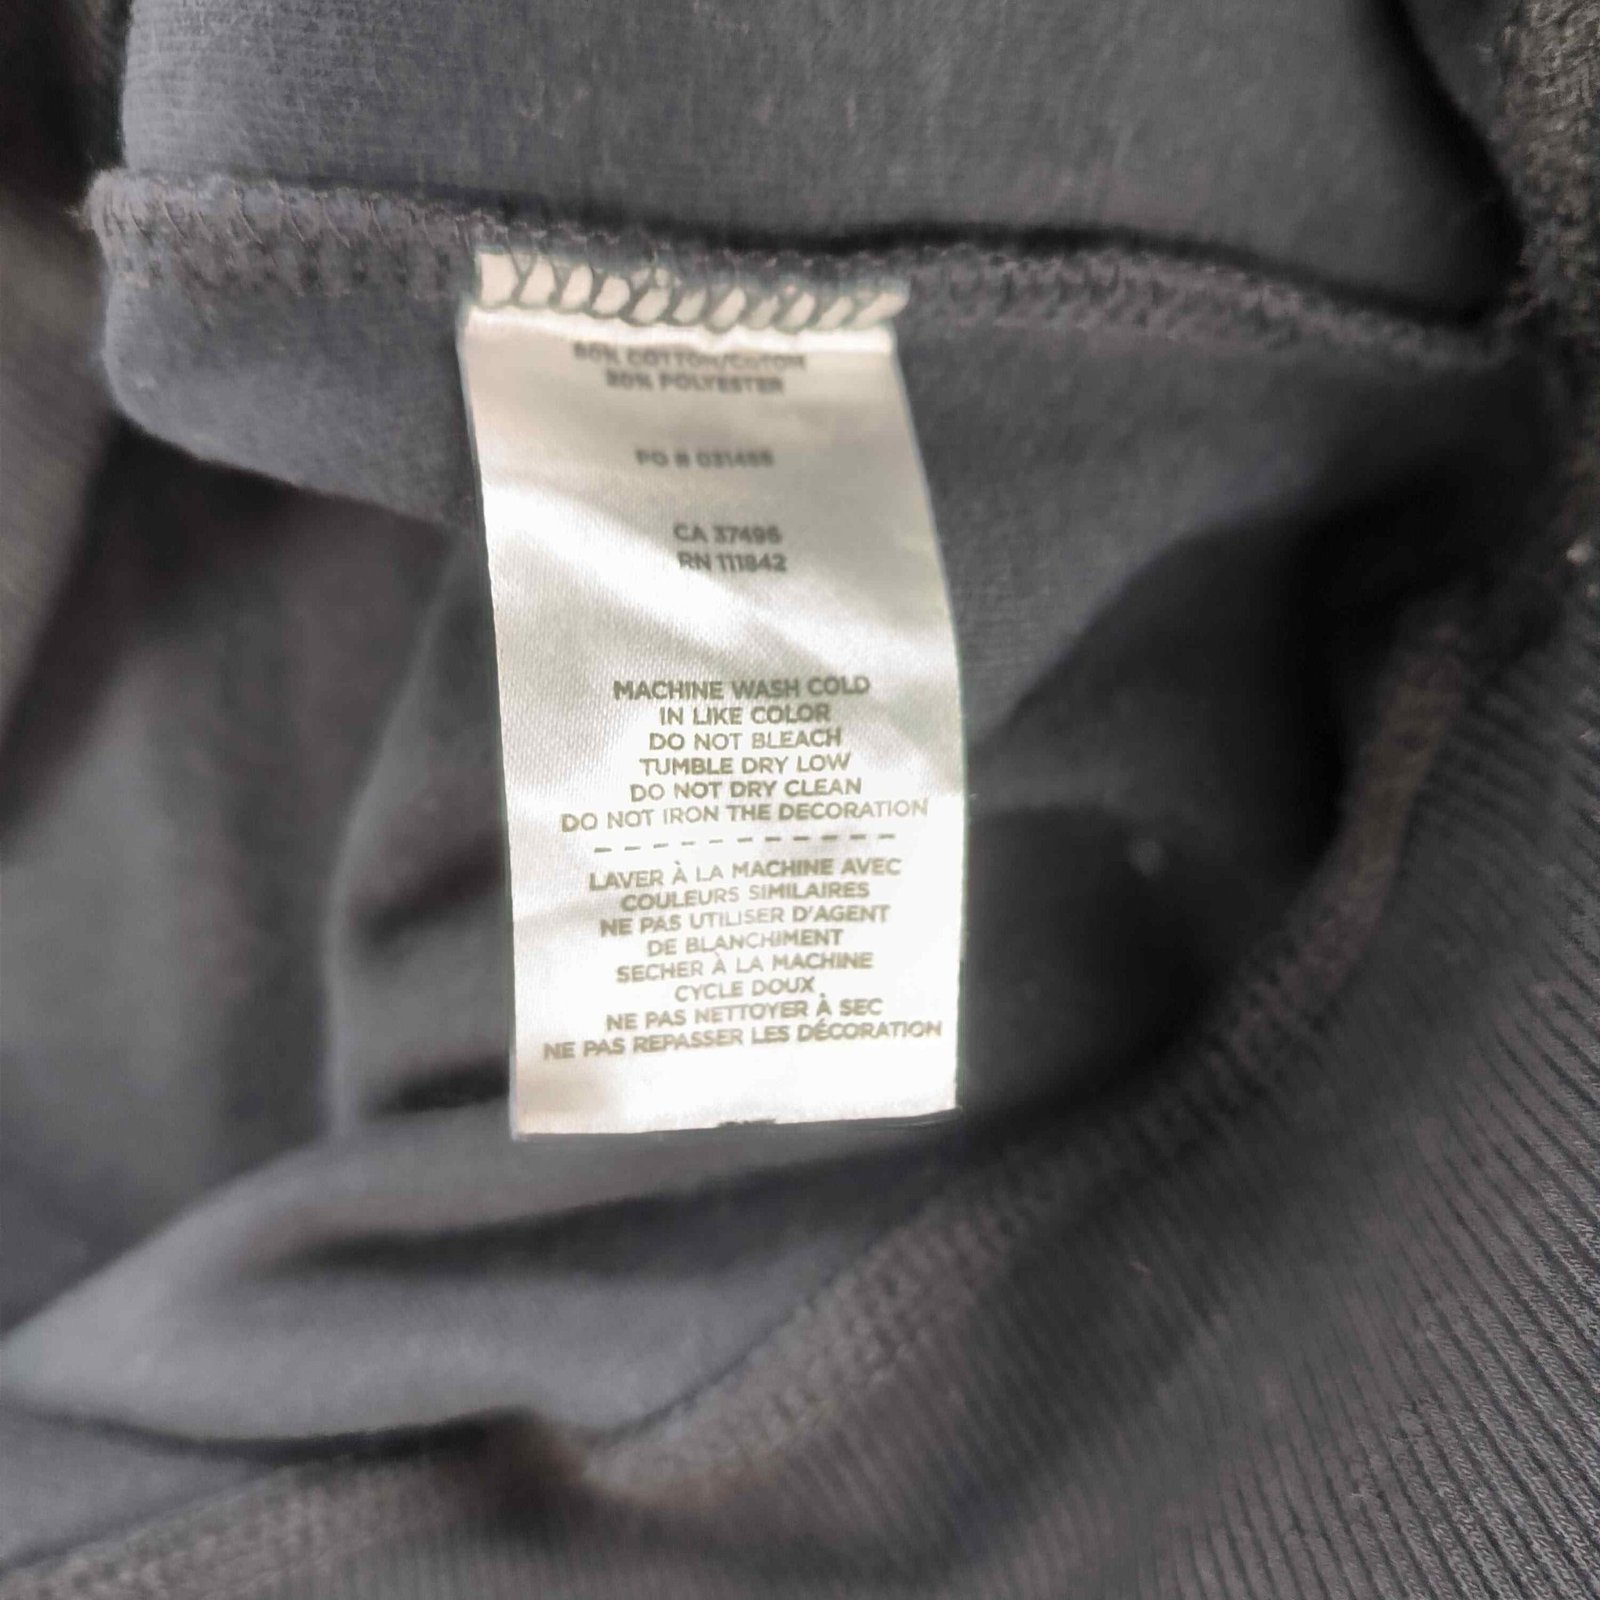 COTTON/COTON
20% POLYESTER
PO #
CA 37496
RN 111842
MACHINE WASH COLD
IN LIKE COLOR
DO NOT BLEACH
TUMBLE DRY LOW
DO NOT DRY CLEAN
DO NOT IRON THE DECORATION
LAVER À LA MACHINE AVEC
COULEURS SIMILAIRES
NE PAS UTILISER D'AGENT
DE BLANCHIMENT
SECHER À LA MACHINE
CYCLE DOUX
NE PAS NETTOYER À SEC
NE PAS REPASSER LES DÉCORATION